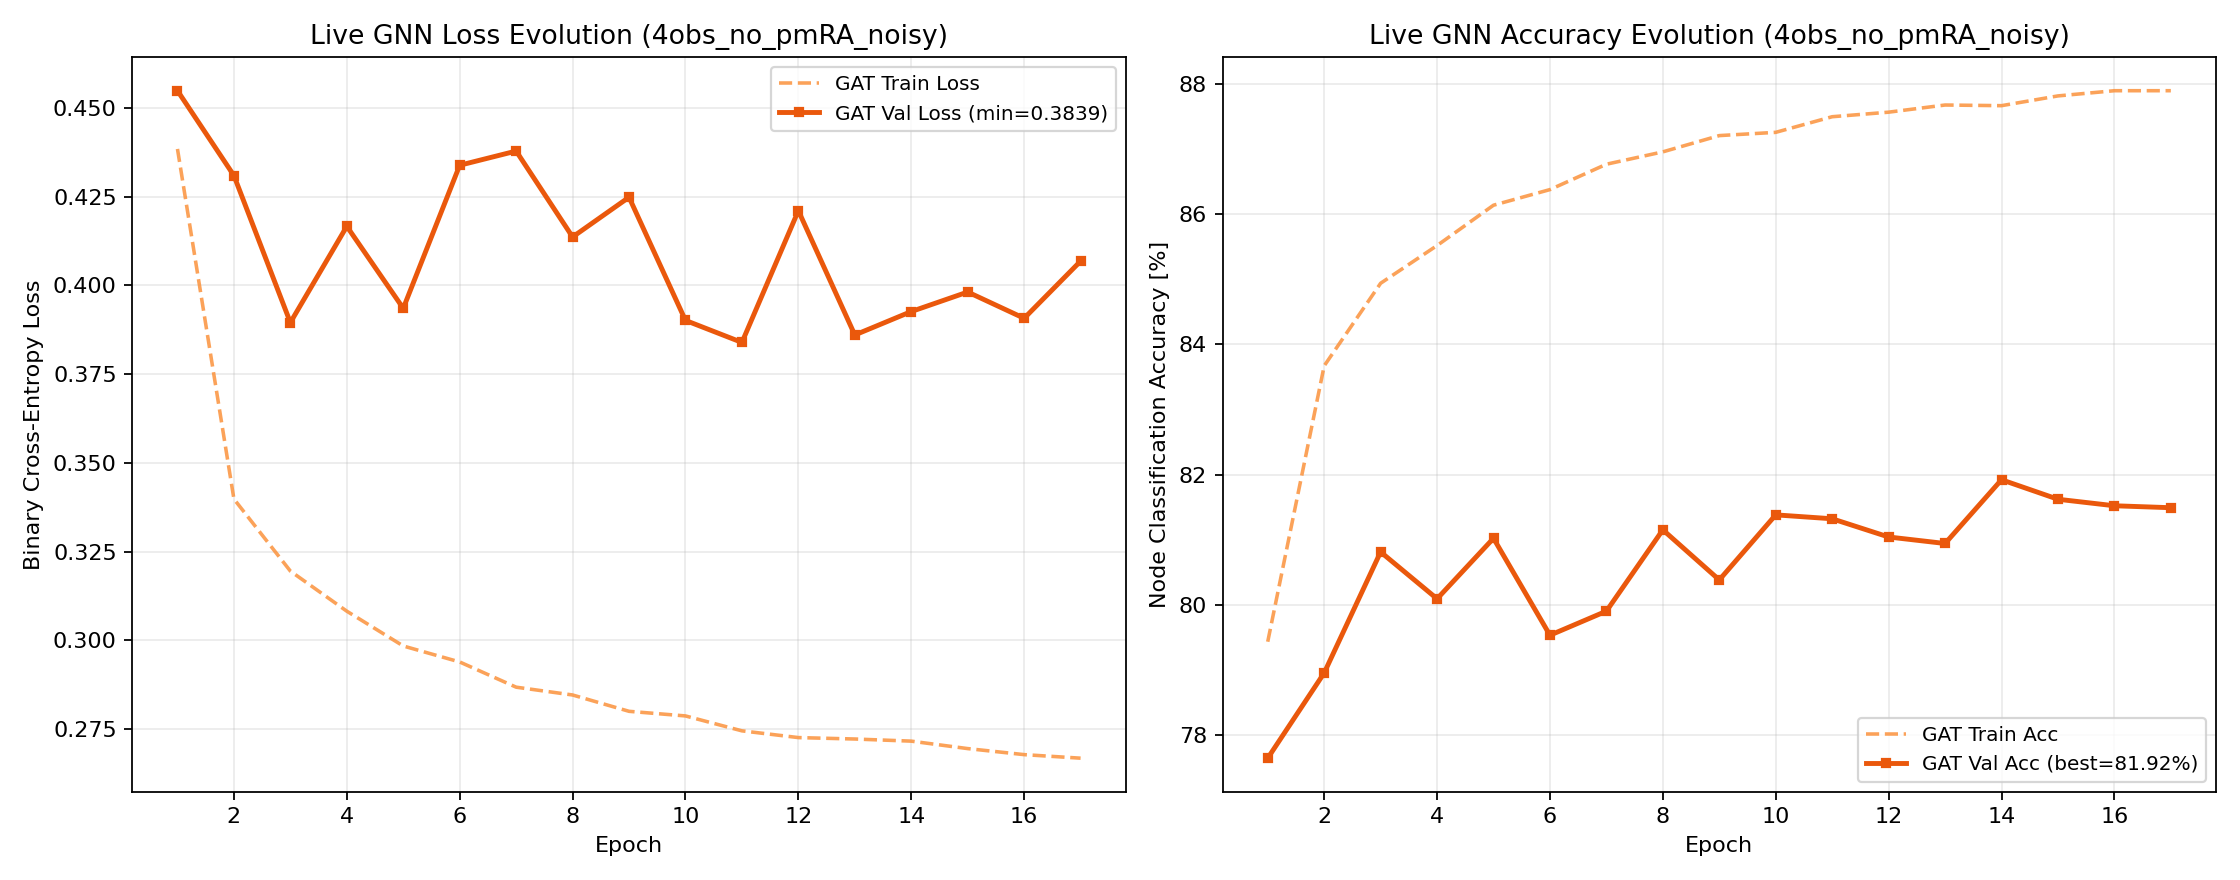 Live GNN Loss Evolution (4obs_no_pmRA_noisy)
GAT Train Loss
GAT Val Loss (min=0.3839)
Binary Cross-Entropy Loss
0.450
0.425
0.400
0.375
0.350
0.325
0.300
0.275
2 4 6 8 10 12 14 16
Epoch
Live GNN Accuracy Evolution (4obs_no_pmRA_noisy)
Node Classification Accuracy [%]
88
86
84
82
80
78
GAT Train Acc
GAT Val Acc (best=81.92%)
2 4 6 8 10 12 14 16
Epoch